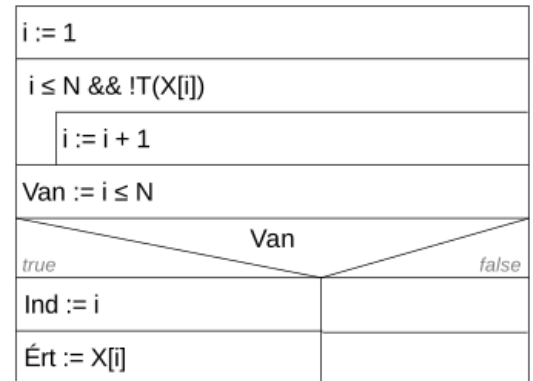 i := 1
i ≤ N && !T(X[i])
i := i + 1
Van := i ≤ N
Van
true
false
Ind := i
Ért := X[i]